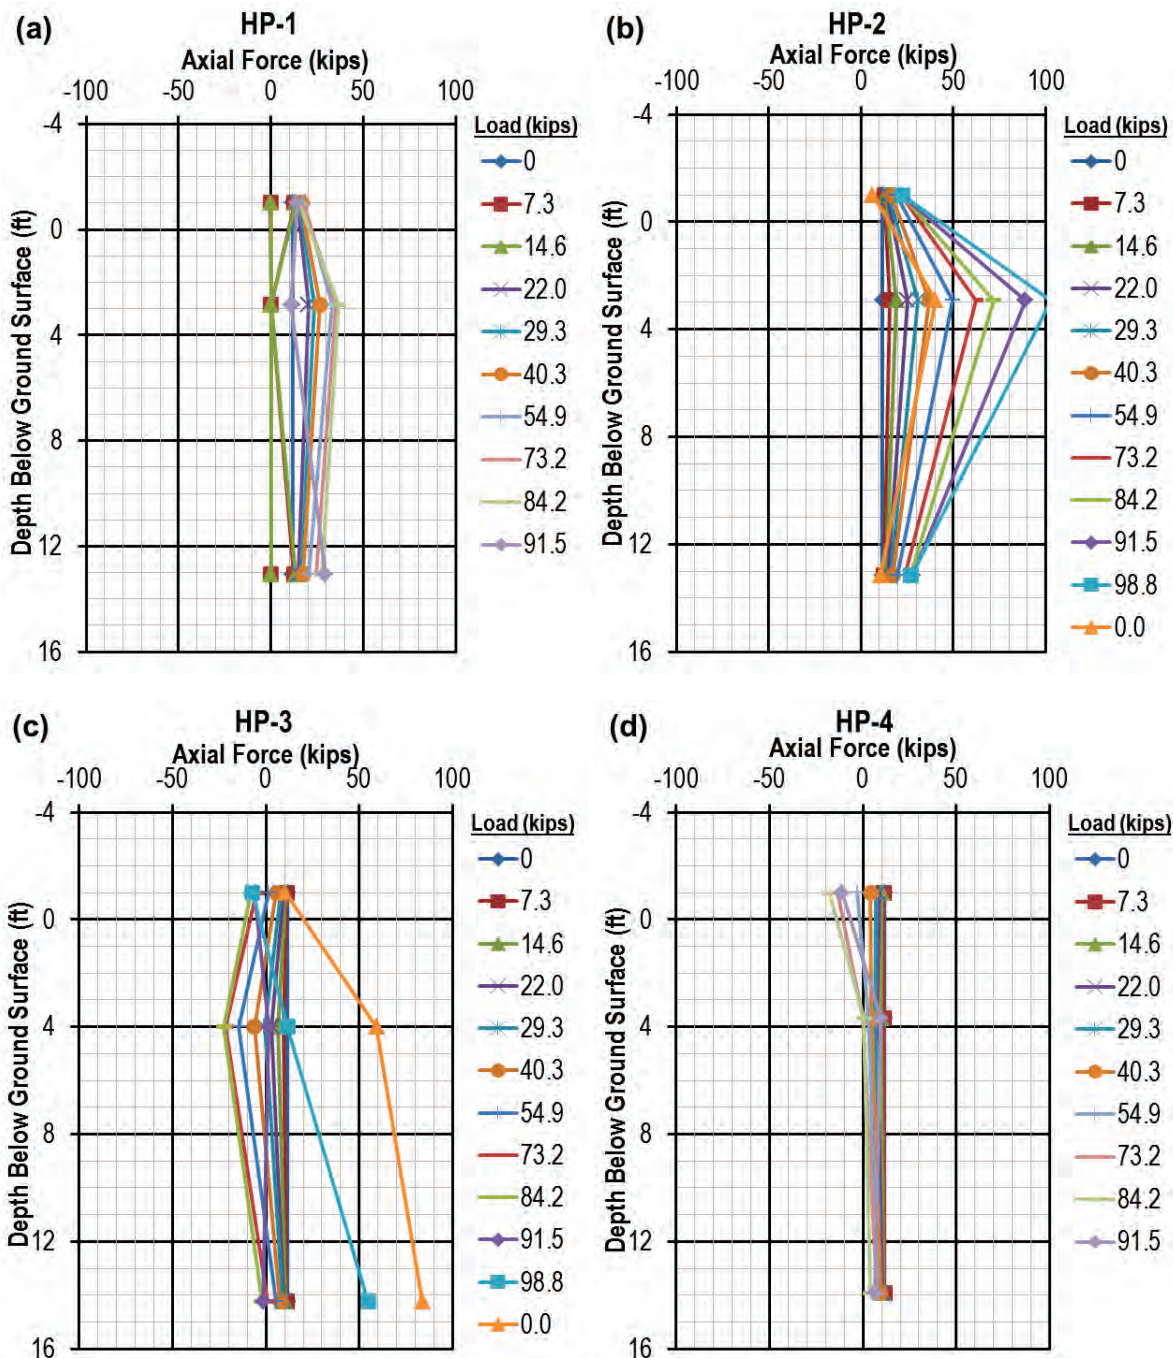 (a)
HP-1
Axial Force (kips)
-100 -50 0 50 100
Depth Below Ground Surface (ft)
-4
0
4
8
12
16
Load (kips)
0
7.3
14.6
22.0
29.3
40.3
54.9
73.2
84.2
91.5
(b)
HP-2
Axial Force (kips)
-100 -50 0 50 100
Depth Below Ground Surface (ft)
-4
0
4
8
12
16
Load (kips)
0
7.3
14.6
22.0
29.3
40.3
54.9
73.2
84.2
91.5
98.8
0.0
(c)
HP-3
Axial Force (kips)
-100 -50 0 50 100
Depth Below Ground Surface (ft)
-4
0
4
8
12
16
Load (kips)
0
7.3
14.6
22.0
29.3
40.3
54.9
73.2
84.2
91.5
98.8
0.0
(d)
HP-4
Axial Force (kips)
-100 -50 0 50 100
Depth Below Ground Surface (ft)
-4
0
4
8
12
16
Load (kips)
0
7.3
14.6
22.0
29.3
40.3
54.9
73.2
84.2
91.5